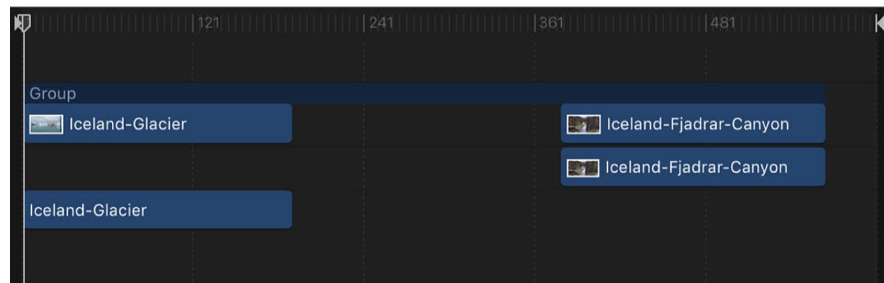 121 241 361 481
Group
Iceland-Glacier Iceland-Fjadrar-Canyon
Iceland-Fjadrar-Canyon
Iceland-Glacier